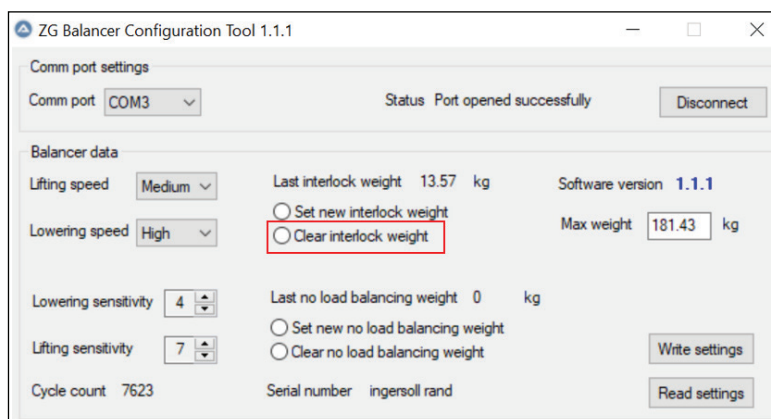 ZG Balancer Configuration Tool 1.1.1
Comm port settings
Comm port COM3 Status Port opened successfully Disconnect
Balancer data
Lifting speed Medium Last interlock weight 13.57 kg Software version 1.1.1
Set new interlock weight
Lowering speed High Clear interlock weight Max weight 181.43 kg
Lowering sensitivity 4 Last no load balancing weight 0 kg
Set new no load balancing weight
Lifting sensitivity 7 Clear no load balancing weight Write settings
Cycle count 7623 Serial number ingersoll rand Read settings